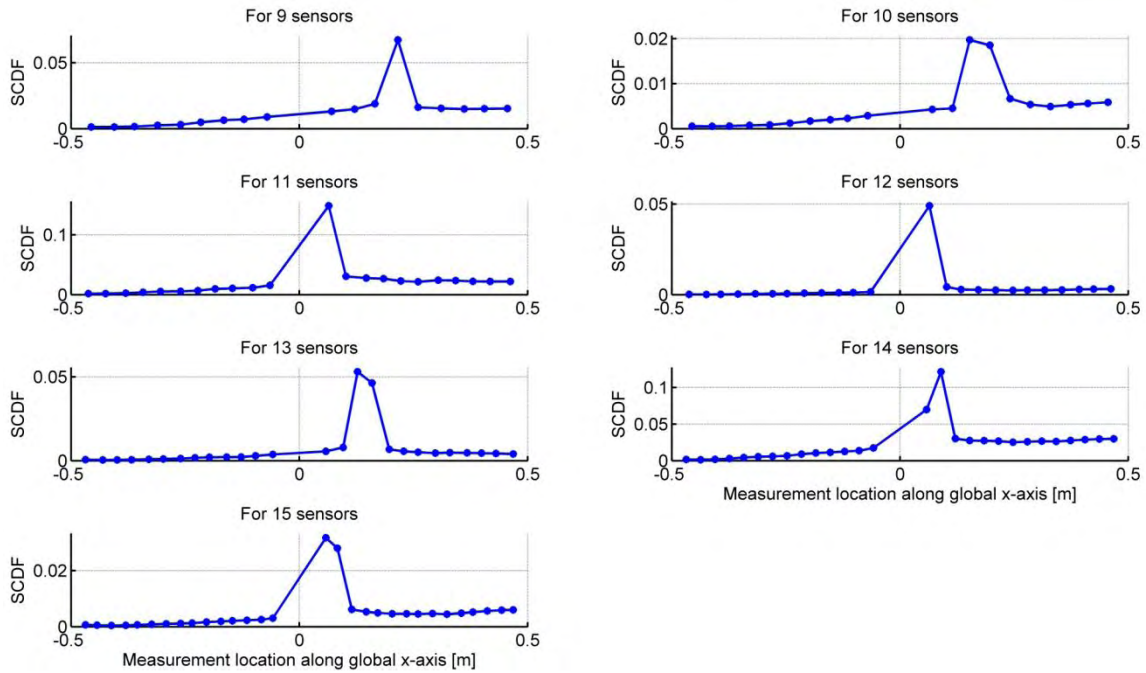 For 9 sensors
SCDF
0.05
0
-0.5 0 0.5
For 10 sensors
SCDF
0.02
0.01
0
-0.5 0 0.5
For 11 sensors
SCDF
0.1
0
-0.5 0 0.5
For 12 sensors
SCDF
0.05
0
-0.5 0 0.5
For 13 sensors
SCDF
0.05
0
-0.5 0 0.5
For 14 sensors
SCDF
0.1
0.05
0
-0.5 0 0.5
Measurement location along global x-axis [m]
For 15 sensors
SCDF
0.02
0
-0.5 0 0.5
Measurement location along global x-axis [m]